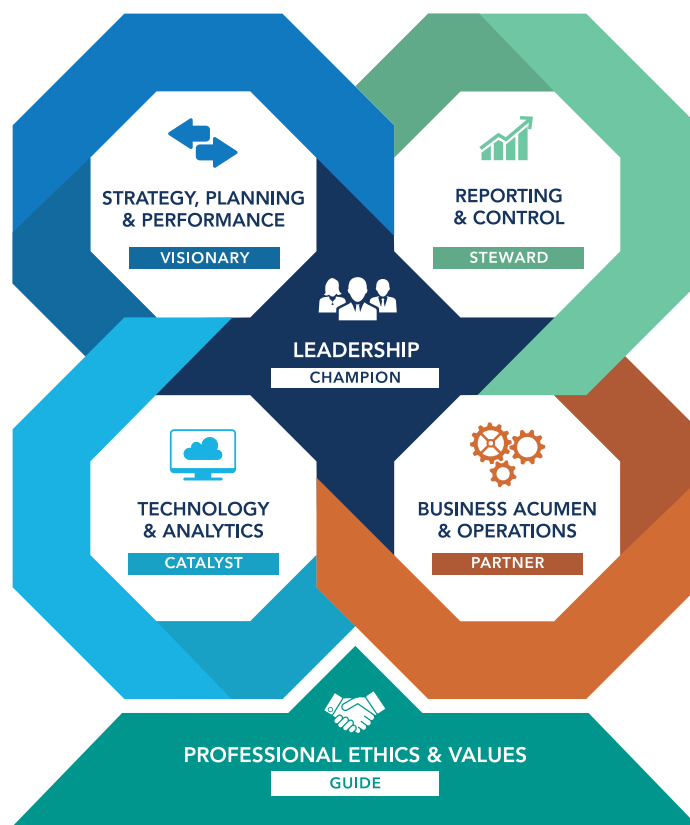 STRATEGY, PLANNING
& PERFORMANCE
VISIONARY
REPORTING
& CONTROL
STEWARD
LEADERSHIP
CHAMPION
TECHNOLOGY
& ANALYTICS
CATALYST
BUSINESS ACUMEN
& OPERATIONS
PARTNER
PROFESSIONAL ETHICS & VALUES
GUIDE